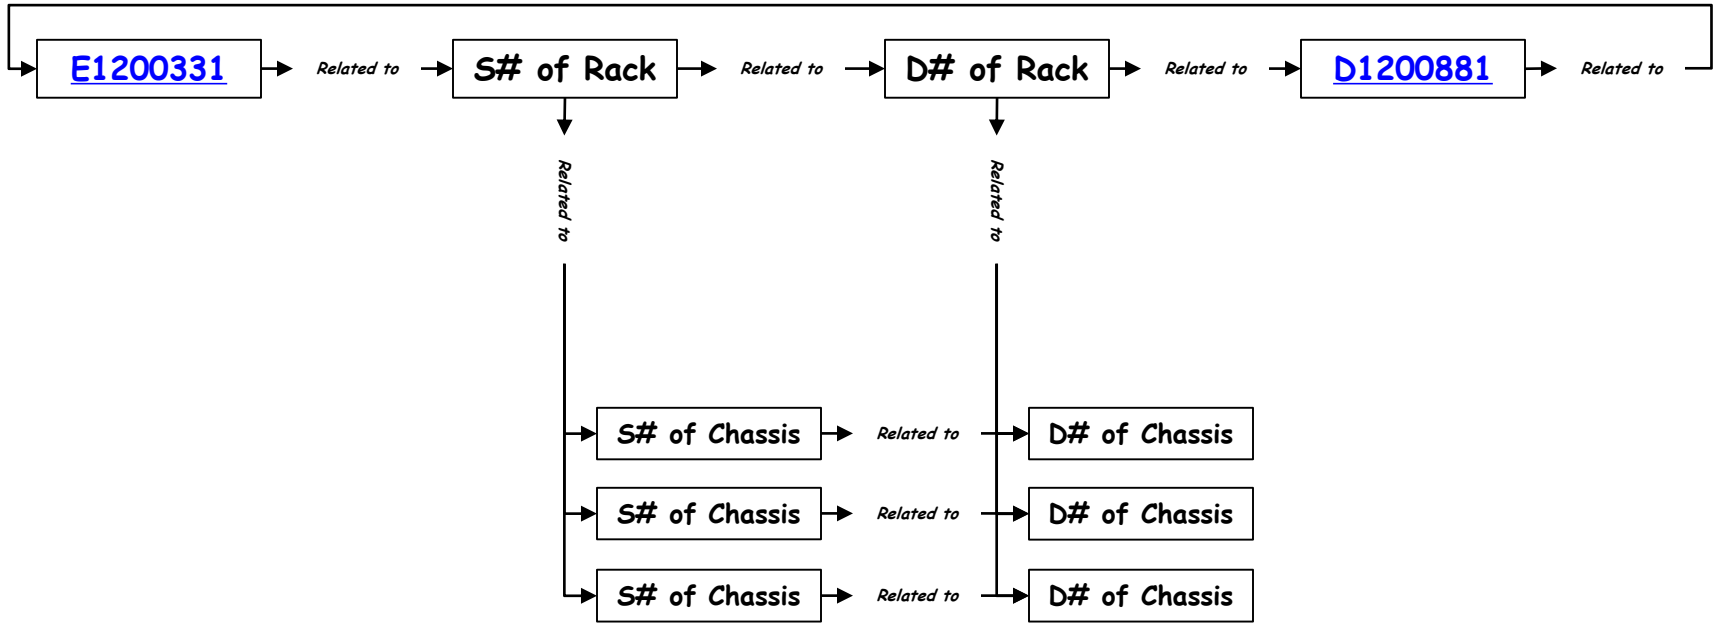 E1200331 Related to S# of Rack Related to D# of Rack Related to D1200881 Related to
Related to Related to
S# of Chassis Related to D# of Chassis
S# of Chassis Related to D# of Chassis
S# of Chassis Related to D# of Chassis